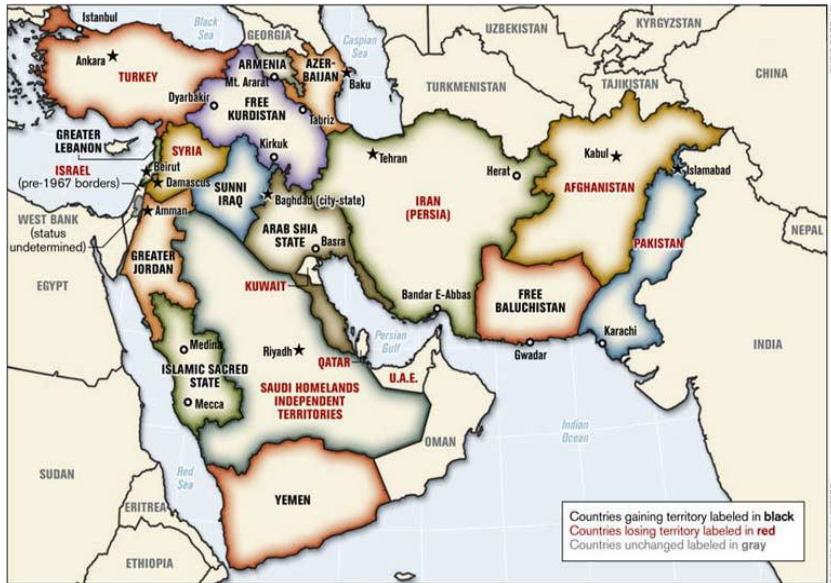 Istanbul
Black
Sea
GEORGIA
Caspian
Sea
UZBEKISTAN
KYRGYZSTAN
CHINA
Ankara
TURKEY
ARMENIA
Mt. Ararat
AZER-
BAIJAN
Baku
TURKMENISTAN
TAJIKISTAN
Dyarbakir
FREE
KURDISTAN
Tabriz
GREATER
LEBANON
SYRIA
Kirkuk
Tehran
Herat
Kabul
Islamabad
ISRAEL
(pre-1967 borders)
Beirut
Damascus
SUNNI
IRAQ
Baghdad (city-state)
IRAN
(PERSIA)
AFGHANISTAN
WEST BANK
(status
undetermined)
Amman
ARAB SHIA
STATE
Basra
PAKISTAN
NEPAL
GREATER
JORDAN
EGYPT
KUWAIT
Bandar E-Abbas
FREE
BALUCHISTAN
Karachi
INDIA
Medina
Riyadh
Persian
Gulf
Gwadar
ISLAMIC SACRED
STATE
QATAR
U.A.E.
Mecca
SAUDI HOMELANDS
INDEPENDENT
TERRITORIES
OMAN
Indian
Ocean
SUDAN
Red
Sea
YEMEN
ERITREA
ETHIOPIA
Countries gaining territory labeled in black
Countries losing territory labeled in red
Countries unchanged labeled in gray